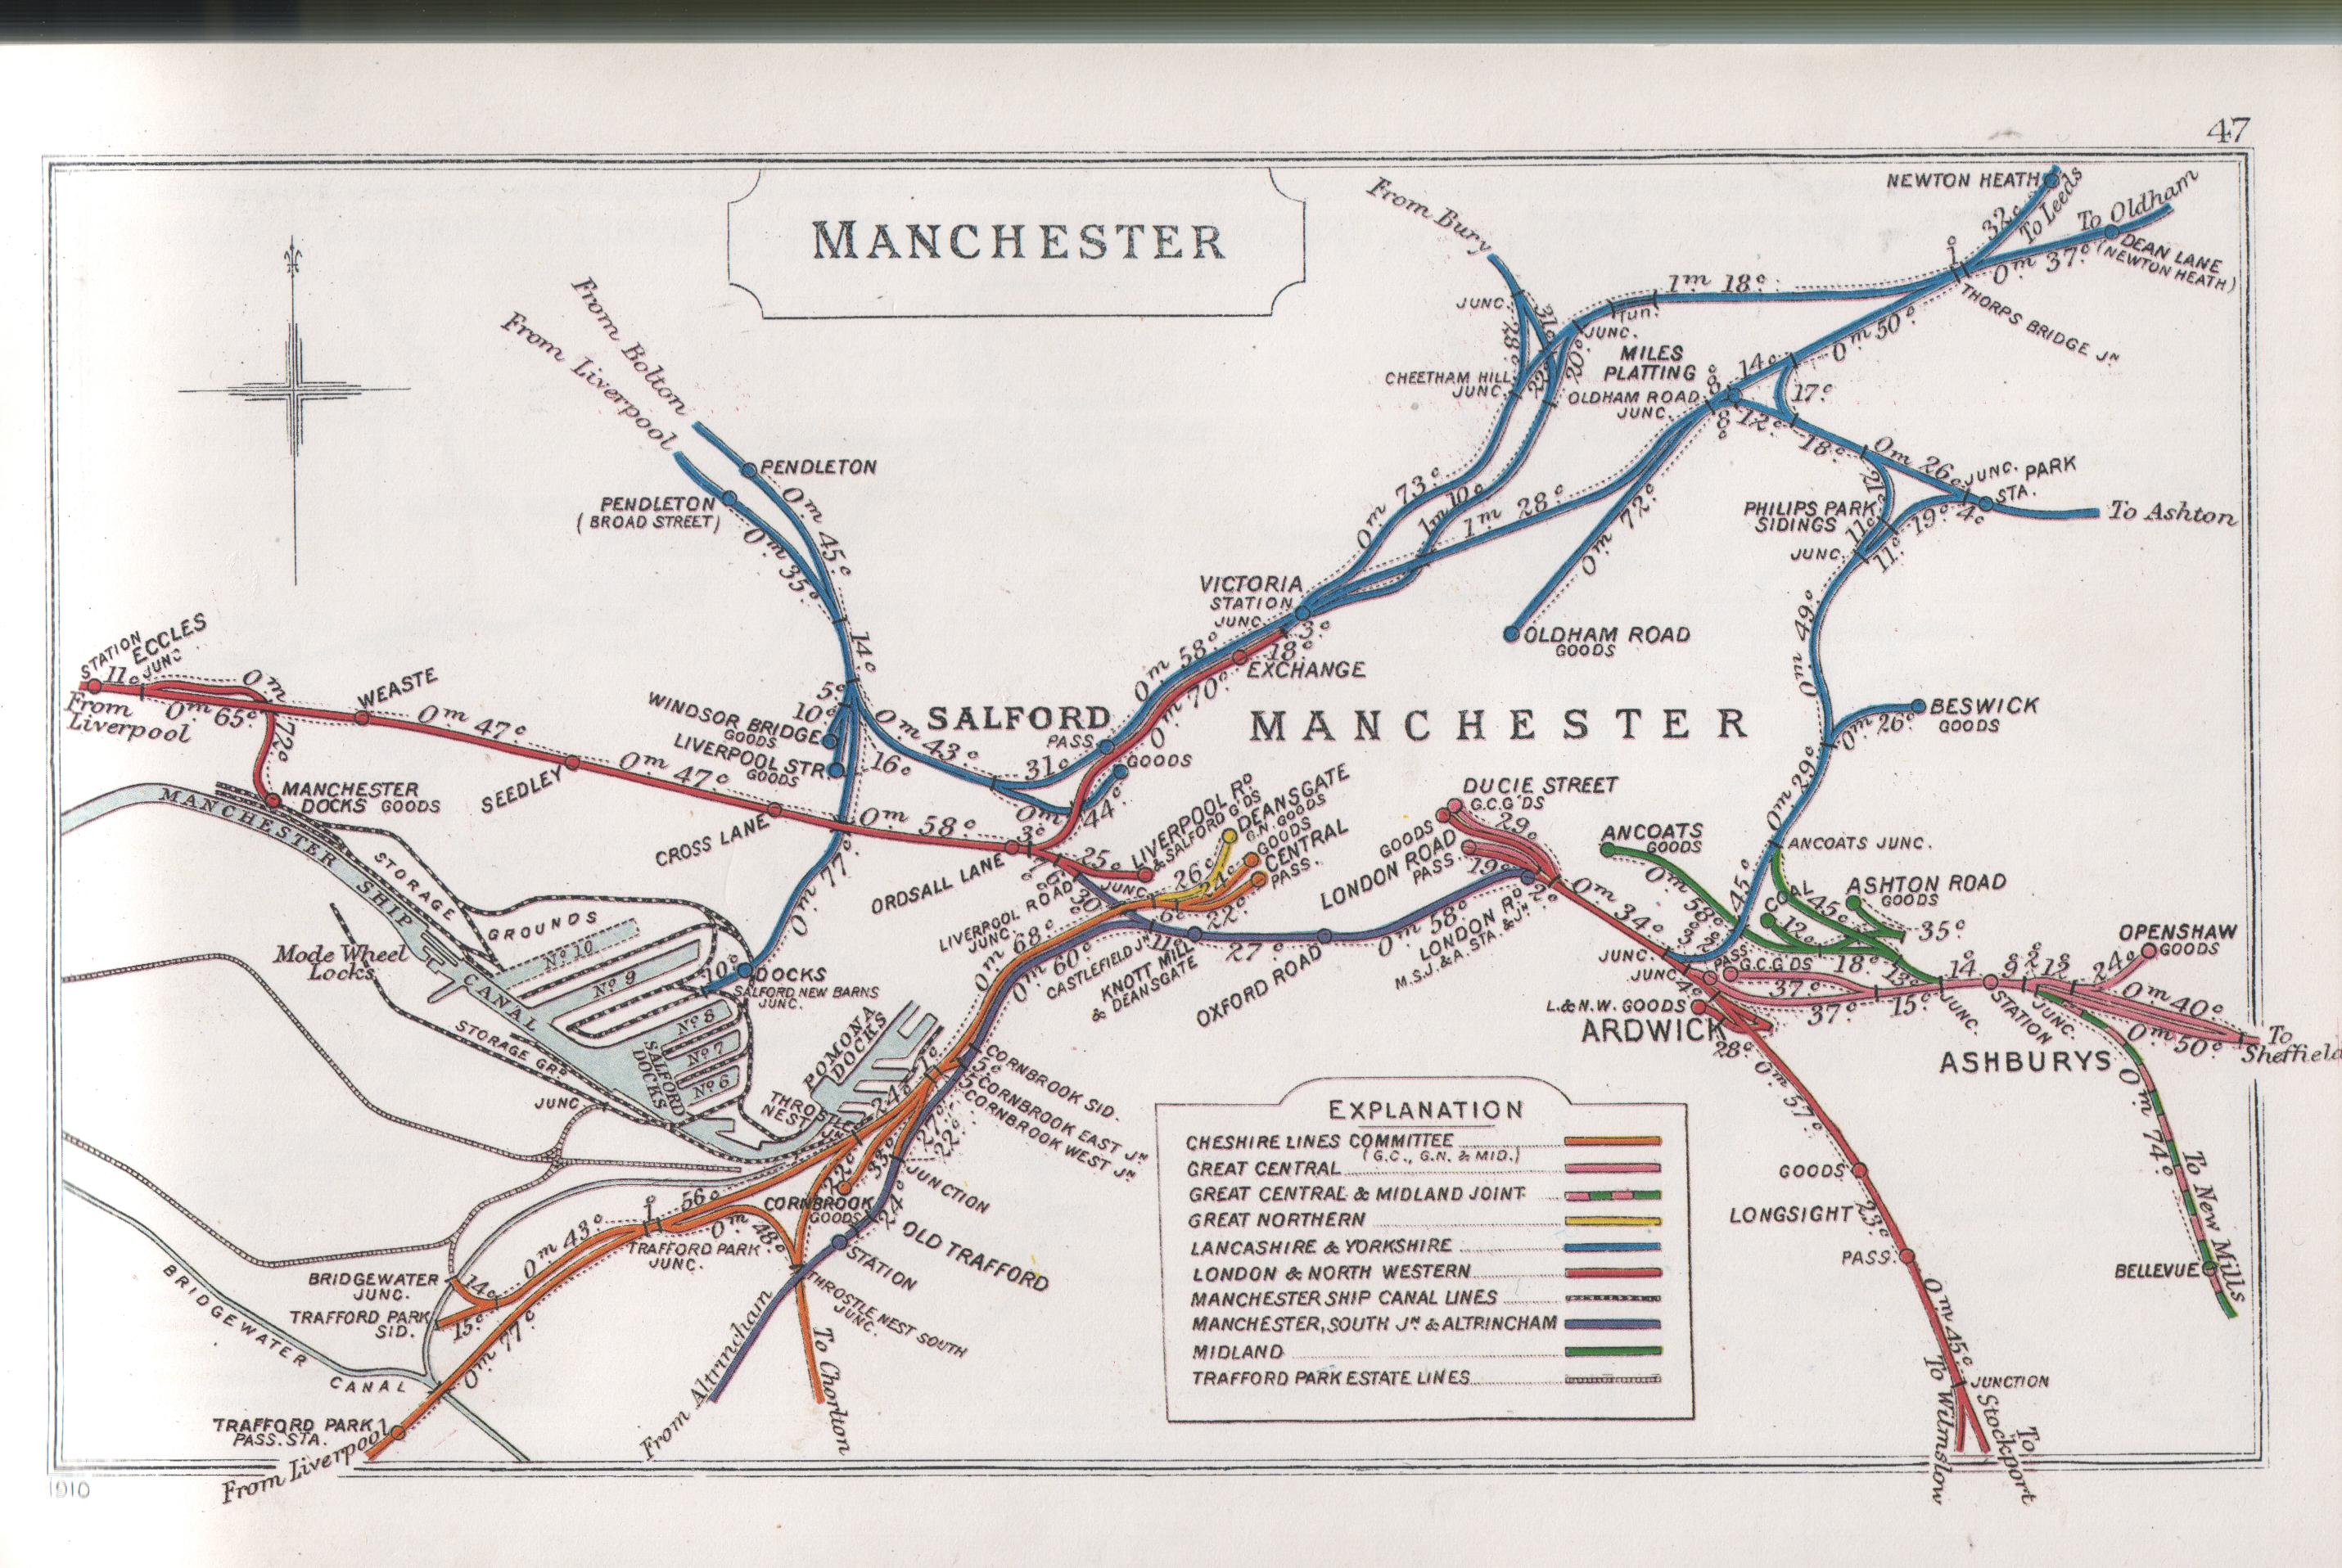 47
MANCHESTER
From Bury
NEWTON HEATH
32c
To Leeds
To Oldham
DEAN LANE
(NEWTON HEATH)
0m 37c
1m 18c
Tun.
THORPS BRIDGE Jn
0m 50c
JUNC.
31c
28c
22c
20c
JUNC.
CHEETHAM HILL
JUNC.
MILES
PLATTING
OLDHAM ROAD
JUNC.
14c
17c
12c
18c
0m 26c
JUNC.
PARK
STA.
To Ashton
PHILIPS PARK
SIDINGS
11c
19c
4c
JUNC.
11c
From Bolton
From Liverpool
PENDLETON
PENDLETON
(BROAD STREET)
0m 45c
0m 35c
14c
0m 73c
1m 10c
1m 28c
0m 72c
OLDHAM ROAD
GOODS
VICTORIA
STATION
JUNC.
3c
18c
EXCHANGE
0m 58c
0m 70c
0m 49c
BESWICK
GOODS
0m 26c
0m 29c
STATION
ECCLES
JUNC
11c
From
Liverpool
0m 65c
0m
72c
WEASTE
0m 47c
SEEDLEY
0m 47c
CROSS LANE
0m 58c
WINDSOR BRIDGE
GOODS
LIVERPOOL STR.
GOODS
5c
10c
16c
0m 43c
SALFORD
PASS.
GOODS
31c
0m
44c
3c
MANCHESTER
MANCHESTER
DOCKS GOODS
MANCHESTER SHIP CANAL
STORAGE
GROUNDS
Mode Wheel
Locks
STORAGE GRD
No 10
No 9
No 8
No 7
No 6
SALFORD
DOCKS
0m 77c
10c
DOCKS
SALFORD NEW BARNS
JUNC.
POMONA
DOCKS
ORDSALL LANE
25c
LIVERPOOL RD
& SALFORD G'DS
DEANSGATE
G.N. GOODS
GOODS
CENTRAL
PASS.
26c
24c
22c
6c
JUNC.
LIVERPOOL ROAD
JUNC.
30
0m 68c
0m 60c
CASTLEFIELD Jn
11c
KNOTT MILL
& DEANSGATE
27c
OXFORD ROAD
0m 58c
LONDON RD
M.S.J.&A. STA. & Jn
2c
DUCIE STREET
G.C.G'DS
29c
GOODS
LONDON ROAD
PASS.
19c
0m 34c
ANCOATS
GOODS
0m 58c
ANCOATS JUNC.
45c
COAL
12c
45c
ASHTON ROAD
GOODS
35c
18c
13c
JUNC.
JUNC.
PASS.
G.C.G'DS
37c
37c
15c
L.& N.W. GOODS
ARDWICK
4c
28c
14
JUNC.
STATION
9
JUNC.
12
ASHBURYS
OPENSHAW
GOODS
24c
0m 40c
0m 50c
To
Sheffield
0m 74c
To New Mills
BELLEVUE
0m 57c
GOODS
LONGSIGHT
23c
PASS.
0m 45c
JUNCTION
To Wilmslow
To
Stockport
CORNBROOK SID.
CORNBROOK EAST Jn
CORNBROOK WEST Jn
5c
24c
27c
22c
THROSTLE
NEST Jn
33c
22c
CORNBROOK
GOODS
JUNCTION
24c
OLD TRAFFORD
STATION
THROSTLE NEST SOUTH
JUNC.
To Chorlton
From Altrincham
JUNC.
56c
0m 48c
TRAFFORD PARK
JUNC.
0m 43c
BRIDGEWATER
JUNC.
14c
TRAFFORD PARK
SID.
15c
0m 77c
BRIDGEWATER
CANAL
TRAFFORD PARK
PASS. STA.
From Liverpool
EXPLANATION
CHESHIRE LINES COMMITTEE
(G.C., G.N. & MID.)
GREAT CENTRAL
GREAT CENTRAL & MIDLAND JOINT
GREAT NORTHERN
LANCASHIRE & YORKSHIRE
LONDON & NORTH WESTERN
MANCHESTER SHIP CANAL LINES
MANCHESTER, SOUTH Jn & ALTRINCHAM
MIDLAND
TRAFFORD PARK ESTATE LINES
1910